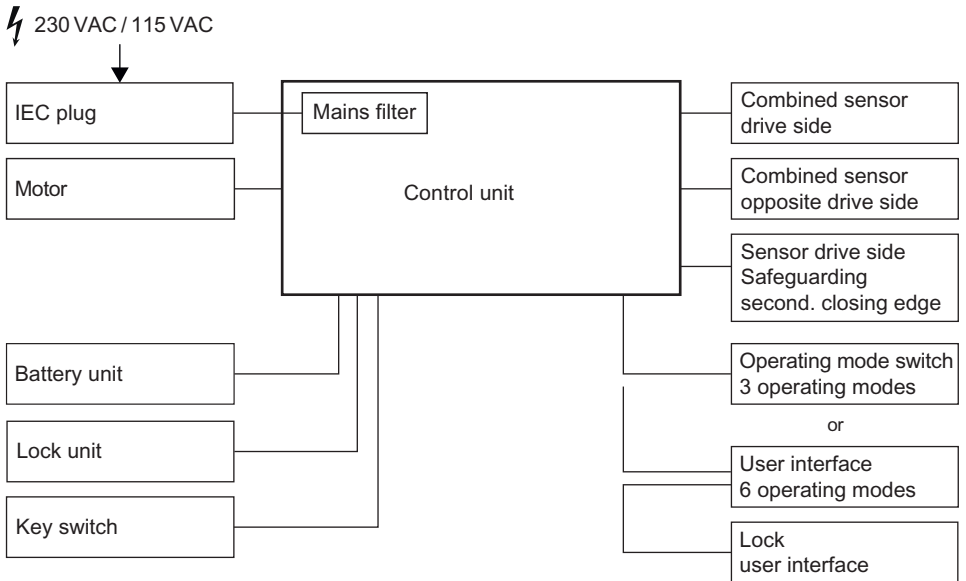 230 VAC / 115 VAC
IEC plug
Mains filter
Motor
Control unit
Battery unit
Lock unit
Key switch
Combined sensor
drive side
Combined sensor
opposite drive side
Sensor drive side
Safeguarding
second. closing edge
Operating mode switch
3 operating modes
or
User interface
6 operating modes
Lock
user interface